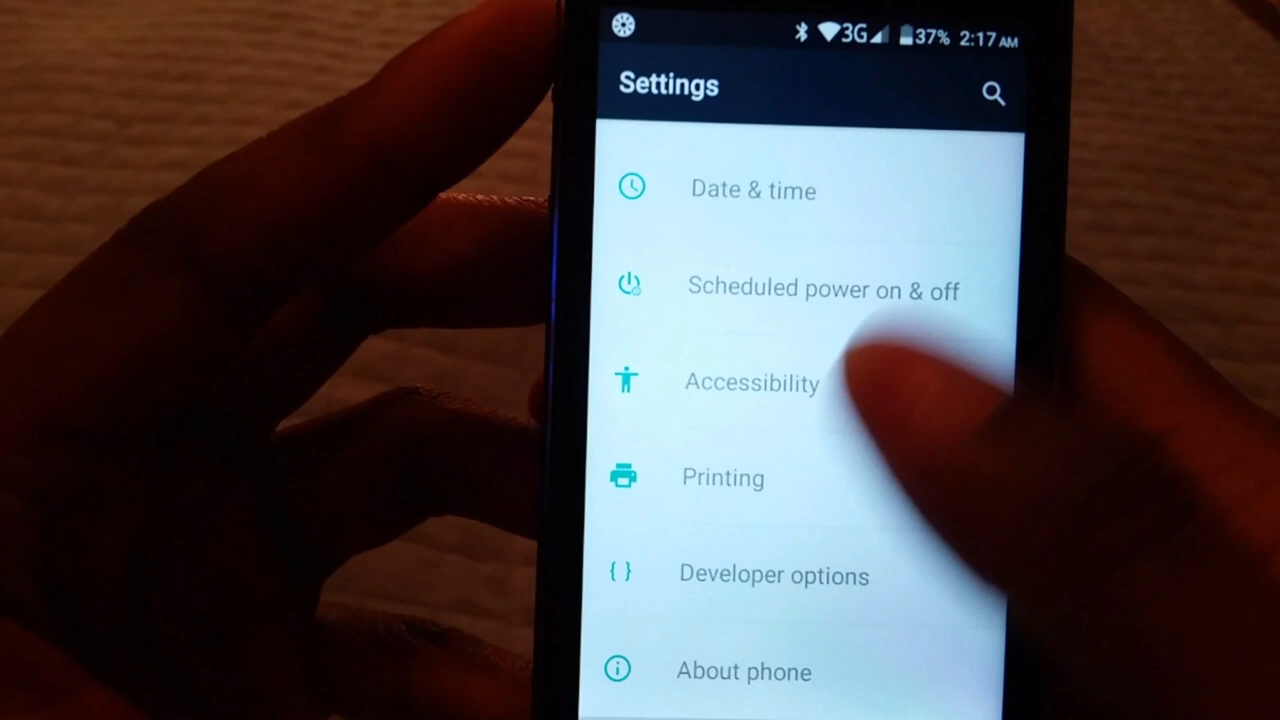 3G 37% 2:17 AM
Settings
Date & time
Scheduled power on & off
Accessibility
Printing
{ } Developer options
About phone